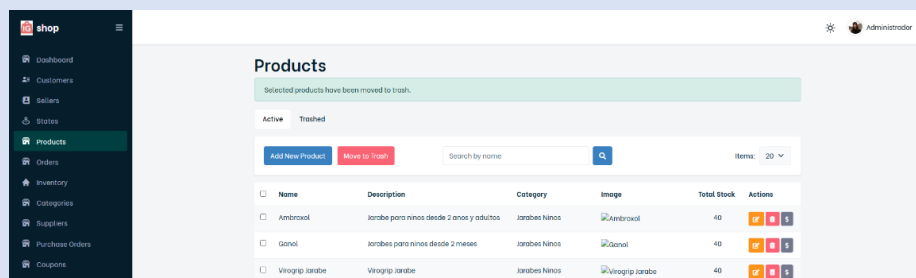 IG shop
Administrador
Dashboard
Customers
Sellers
States
Products
Orders
Inventory
Categories
Suppliers
Purchase Orders
Coupons
Products
Selected products have been moved to trash.
Active Trashed
Add New Product Move to Trash Search by name Items: 20
Name Description Category Image Total Stock Actions
Ambroxol Jarabe para ninos desde 2 anos y adultos Jarabes Ninos Ambroxol 40 $
Ganol Jarabes para ninos desde 2 meses Jarabes Ninos Ganol 40 $
Virogrip Jarabe Virogrip Jarabe Jarabes Ninos Virogrip Jarabe 40 $